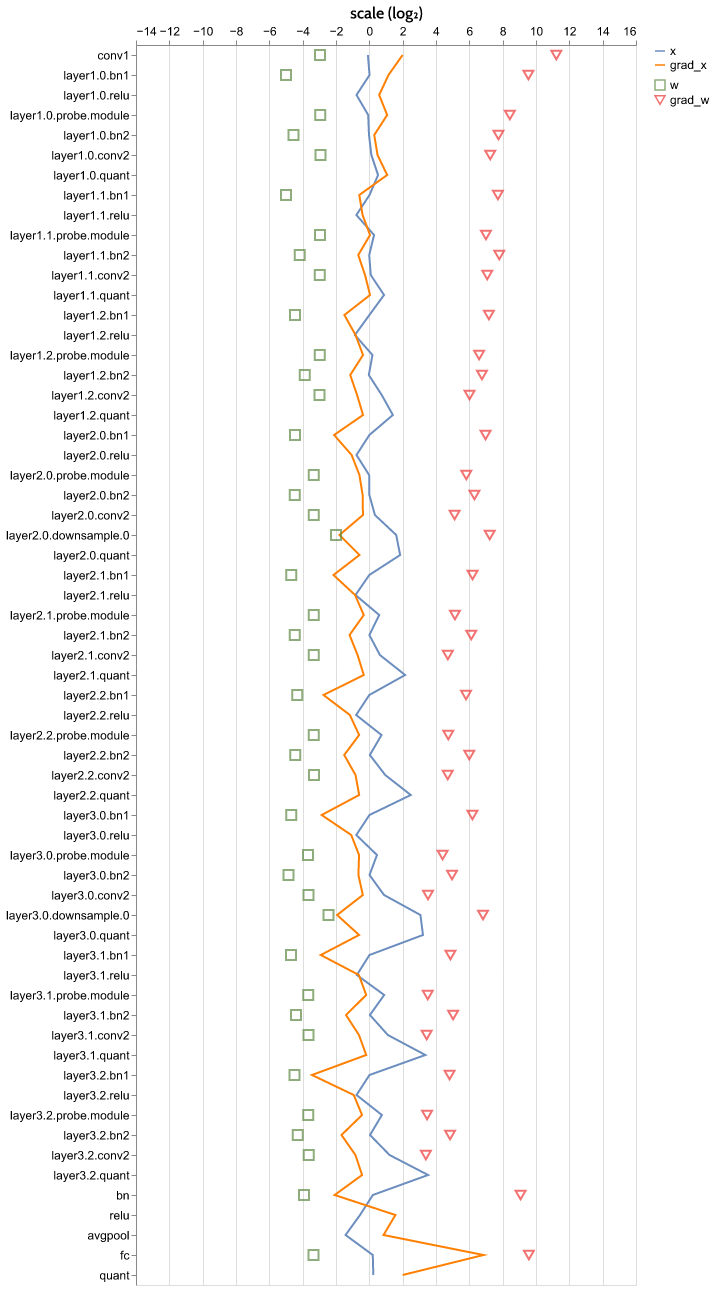 scale (log₂)
−14 −12 −10 −8 −6 −4 −2 0 2 4 6 8 10 12 14 16
x
grad_x
w
grad_w
conv1
layer1.0.bn1
layer1.0.relu
layer1.0.probe.module
layer1.0.bn2
layer1.0.conv2
layer1.0.quant
layer1.1.bn1
layer1.1.relu
layer1.1.probe.module
layer1.1.bn2
layer1.1.conv2
layer1.1.quant
layer1.2.bn1
layer1.2.relu
layer1.2.probe.module
layer1.2.bn2
layer1.2.conv2
layer1.2.quant
layer2.0.bn1
layer2.0.relu
layer2.0.probe.module
layer2.0.bn2
layer2.0.conv2
layer2.0.downsample.0
layer2.0.quant
layer2.1.bn1
layer2.1.relu
layer2.1.probe.module
layer2.1.bn2
layer2.1.conv2
layer2.1.quant
layer2.2.bn1
layer2.2.relu
layer2.2.probe.module
layer2.2.bn2
layer2.2.conv2
layer2.2.quant
layer3.0.bn1
layer3.0.relu
layer3.0.probe.module
layer3.0.bn2
layer3.0.conv2
layer3.0.downsample.0
layer3.0.quant
layer3.1.bn1
layer3.1.relu
layer3.1.probe.module
layer3.1.bn2
layer3.1.conv2
layer3.1.quant
layer3.2.bn1
layer3.2.relu
layer3.2.probe.module
layer3.2.bn2
layer3.2.conv2
layer3.2.quant
bn
relu
avgpool
fc
quant